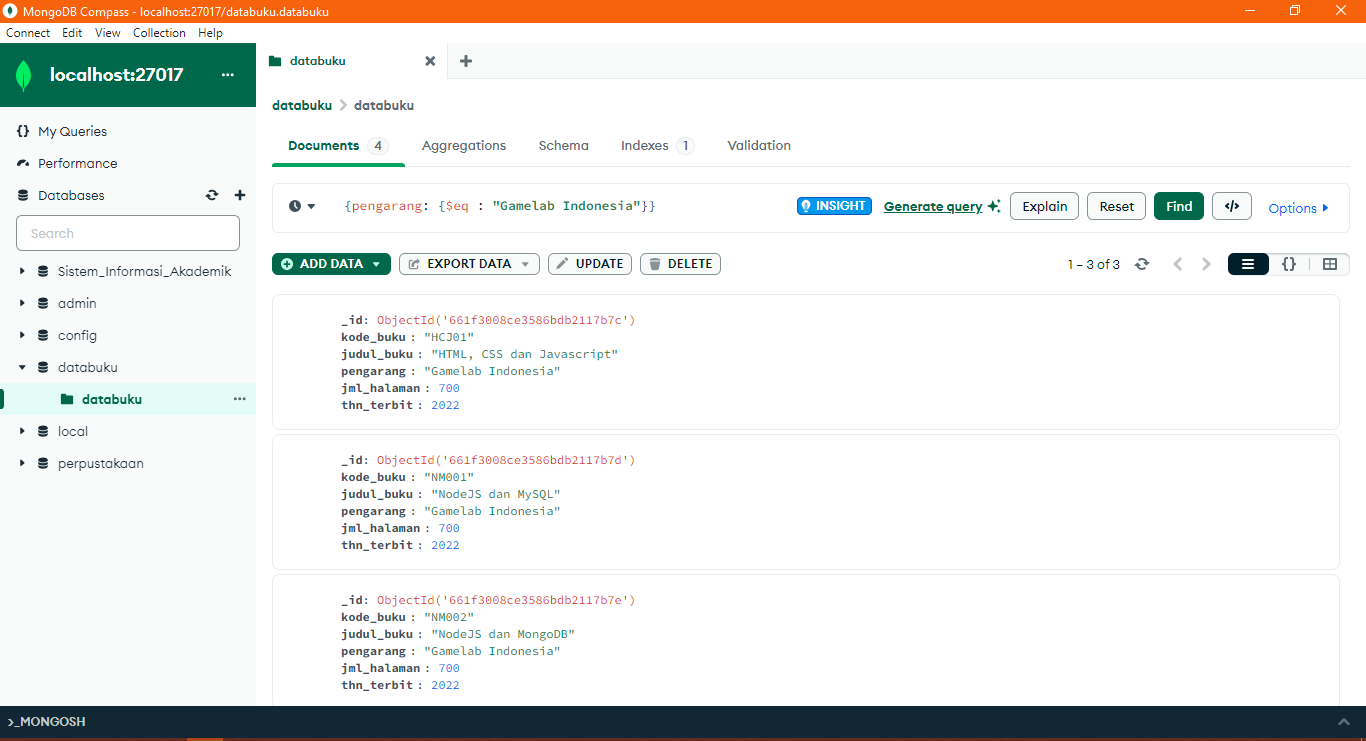 MongoDB Compass - localhost:27017/databuku.databuku
Connect Edit View Collection Help
localhost:27017 ...
databuku
databuku > databuku
My Queries
Performance
Databases
Search
Sistem_Informasi_Akademik
admin
config
databuku
databuku ...
local
perpustakaan
Documents 4 Aggregations Schema Indexes 1 Validation
{pengarang: {$eq : "Gamelab Indonesia"}}
INSIGHT Generate query Explain Reset Find </> Options
ADD DATA EXPORT DATA UPDATE DELETE 1 – 3 of 3 {}
_id: ObjectId('661f3008ce3586bdb2117b7c')
kode_buku : "HCJ01"
judul_buku : "HTML, CSS dan Javascript"
pengarang : "Gamelab Indonesia"
jml_halaman : 700
thn_terbit : 2022
_id: ObjectId('661f3008ce3586bdb2117b7d')
kode_buku : "NM001"
judul_buku : "NodeJS dan MySQL"
pengarang : "Gamelab Indonesia"
jml_halaman : 700
thn_terbit : 2022
_id: ObjectId('661f3008ce3586bdb2117b7e')
kode_buku : "NM002"
judul_buku : "NodeJS dan MongoDB"
pengarang : "Gamelab Indonesia"
jml_halaman : 700
thn_terbit : 2022
>_MONGOSH